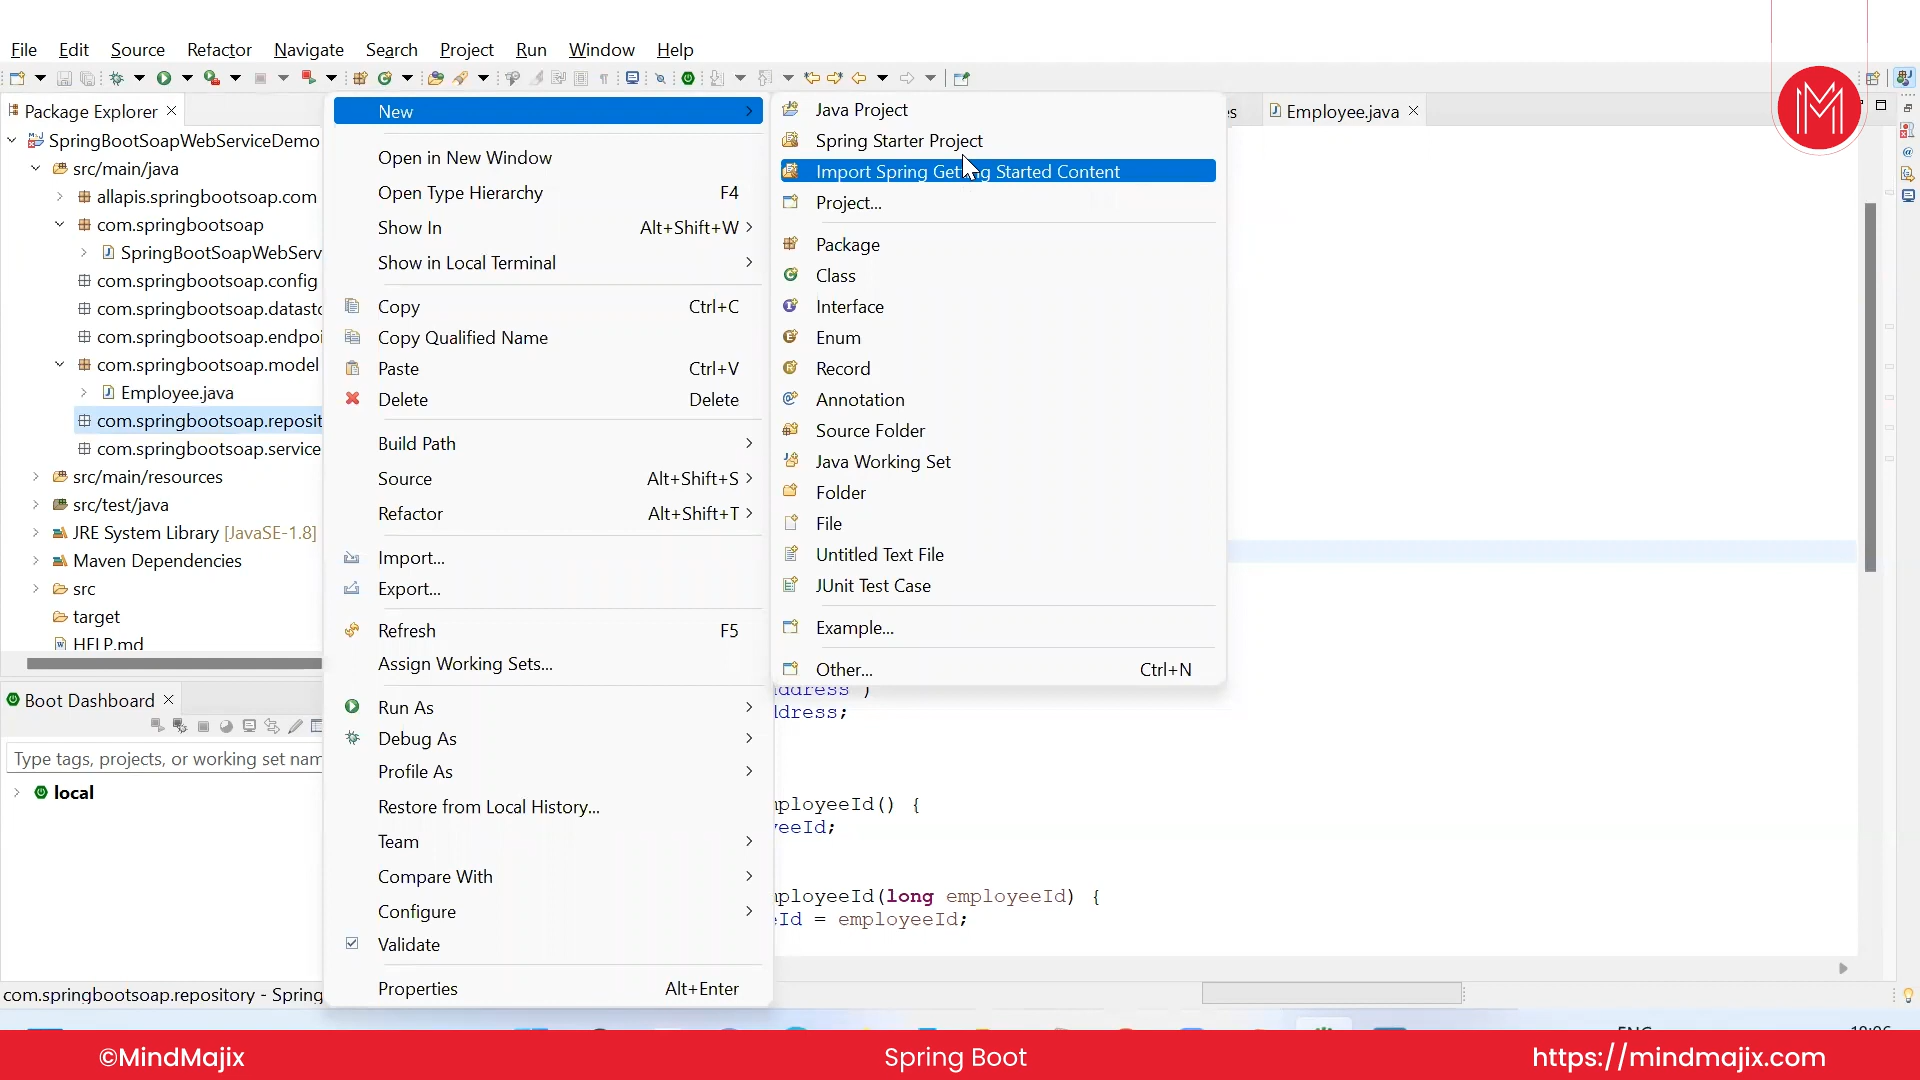 File Edit Source Refactor Navigate Search Project Run Window Help
Package Explorer
Employee.java
SpringBootSoapWebServiceDemo
src/main/java
allapis.springbootsoap.com
com.springbootsoap
SpringBootSoapWebServ
com.springbootsoap.config
com.springbootsoap.datasto
com.springbootsoap.endpoi
com.springbootsoap.model
Employee.java
com.springbootsoap.reposit
com.springbootsoap.service
src/main/resources
src/test/java
JRE System Library [JavaSE-1.8]
Maven Dependencies
src
target
HELP.md
Boot Dashboard
Type tags, projects, or working set nam
local
com.springbootsoap.repository - Spring
New
Open in New Window
Open Type Hierarchy F4
Show In Alt+Shift+W
Show in Local Terminal
Copy Ctrl+C
Copy Qualified Name
Paste Ctrl+V
Delete Delete
Build Path
Source Alt+Shift+S
Refactor Alt+Shift+T
Import...
Export...
Refresh F5
Assign Working Sets...
Run As
Debug As
Profile As
Restore from Local History...
Team
Compare With
Configure
Validate
Properties Alt+Enter
Java Project
Spring Starter Project
Import Spring Getting Started Content
Project...
Package
Class
Interface
Enum
Record
Annotation
Source Folder
Java Working Set
Folder
File
Untitled Text File
JUnit Test Case
Example...
Other... Ctrl+N
ddress;
mployeeId() {
eeId;
mployeeId(long employeeId) {
Id = employeeId;
©MindMajix
Spring Boot
https://mindmajix.com